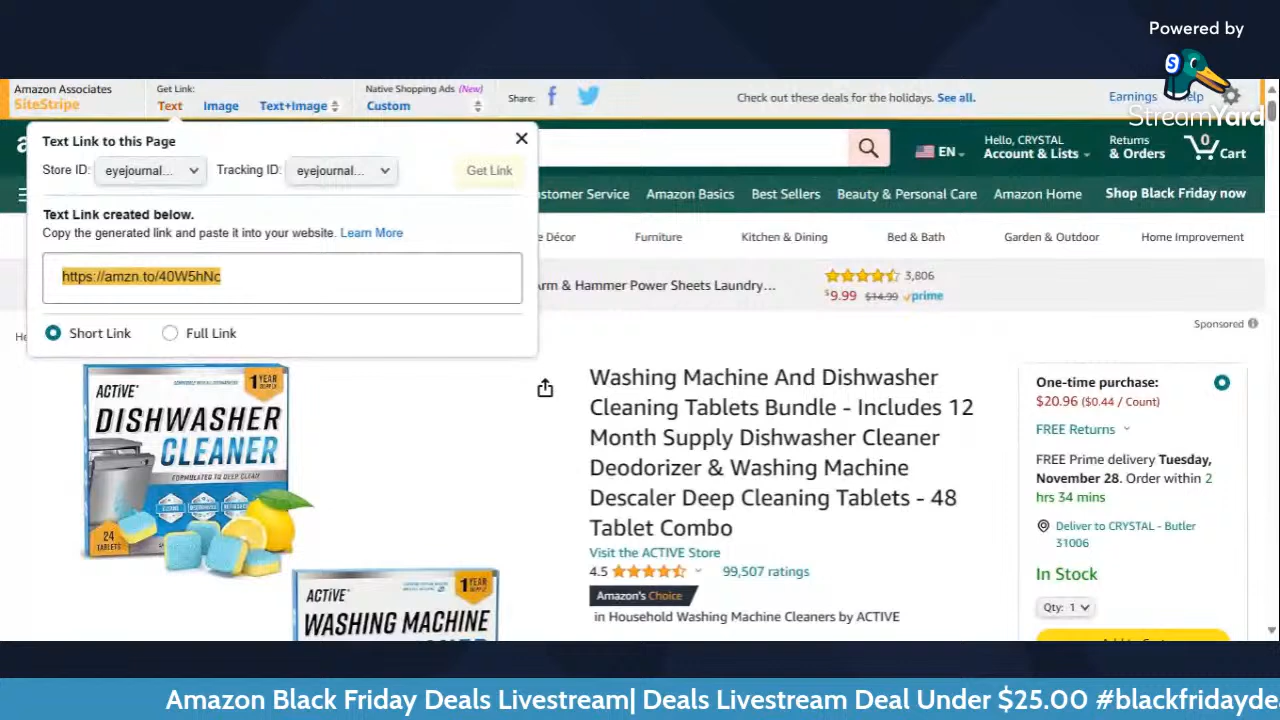 Powered by
StreamYard
Amazon Associates
SiteStripe
Get Link:
Text
Image
Text+Image
Native Shopping Ads (New)
Custom
Share:
Check out these deals for the holidays. See all.
Earnings
Help
Text Link to this Page
Store ID: eyejournal...
Tracking ID: eyejournal...
Get Link
Text Link created below.
Copy the generated link and paste it into your website. Learn More
https://amzn.to/40W5hNc
Short Link
Full Link
EN
Hello, CRYSTAL
Account & Lists
Returns
& Orders
0
Cart
Customer Service
Amazon Basics
Best Sellers
Beauty & Personal Care
Amazon Home
Shop Black Friday now
e Décor
Furniture
Kitchen & Dining
Bed & Bath
Garden & Outdoor
Home Improvement
Arm & Hammer Power Sheets Laundry...
3,806
$9.99 $14.99 prime
Sponsored
ACTIVE
1 YEAR SUPPLY
DISHWASHER
CLEANER
FORMULATED TO DEEP CLEAN
24
TABLETS
ACTIVE
1 YEAR SUPPLY
WASHING MACHINE
Washing Machine And Dishwasher
Cleaning Tablets Bundle - Includes 12
Month Supply Dishwasher Cleaner
Deodorizer & Washing Machine
Descaler Deep Cleaning Tablets - 48
Tablet Combo
Visit the ACTIVE Store
4.5
99,507 ratings
Amazon's Choice
in Household Washing Machine Cleaners by ACTIVE
One-time purchase:
$20.96 ($0.44 / Count)
FREE Returns
FREE Prime delivery Tuesday,
November 28. Order within 2
hrs 34 mins
Deliver to CRYSTAL - Butler
31006
In Stock
Qty: 1
Amazon Black Friday Deals Livestream| Deals Livestream Deal Under $25.00 #blackfridayde